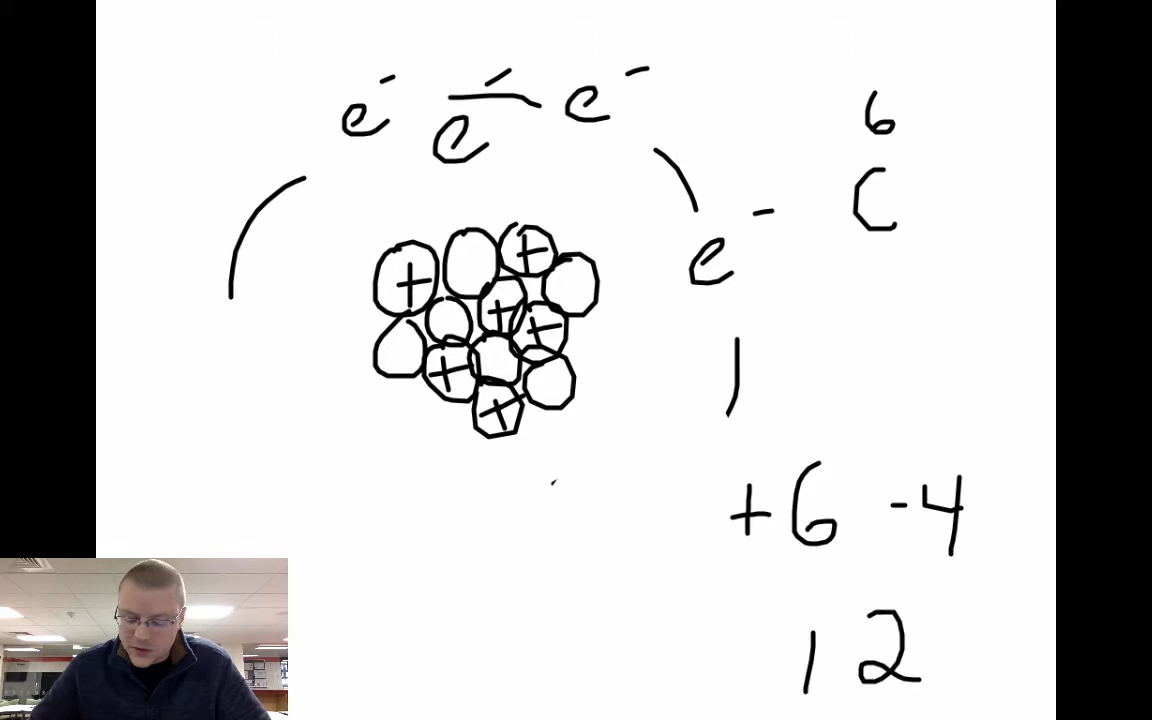 e⁻ e⁻ e⁻ 6
C
e⁻
+ + + + + +
+6 -4
12